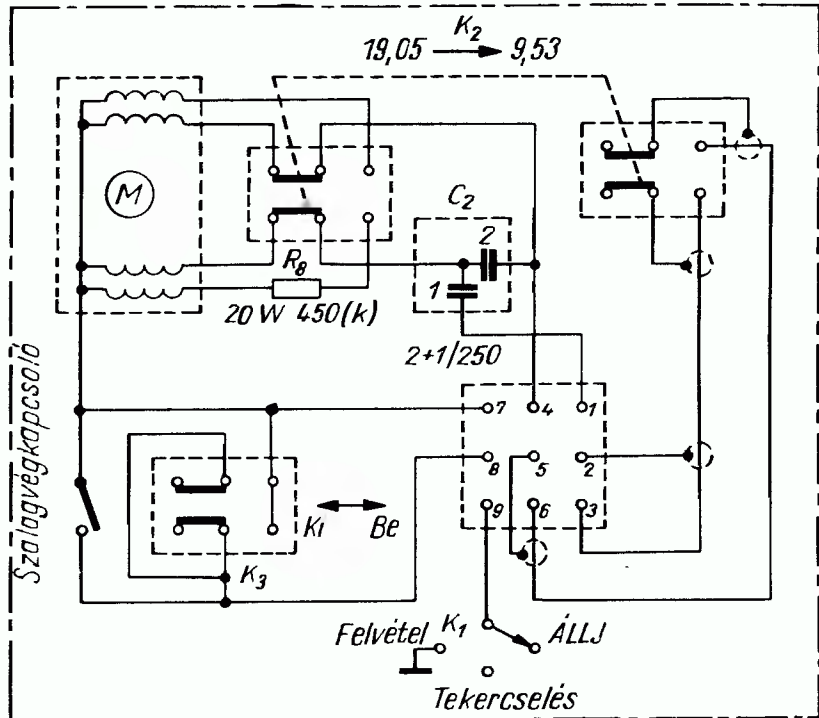 K2
19,05 → 9,53
M
C2
2
1
R8
20 W 450(k)
2+1/250
Szalagvégkapcsoló
7 4 1
8 5 2
9 6 3
Ki ↔ Be
K3
Felvétel K1 ÁLLJ
Tekercselés